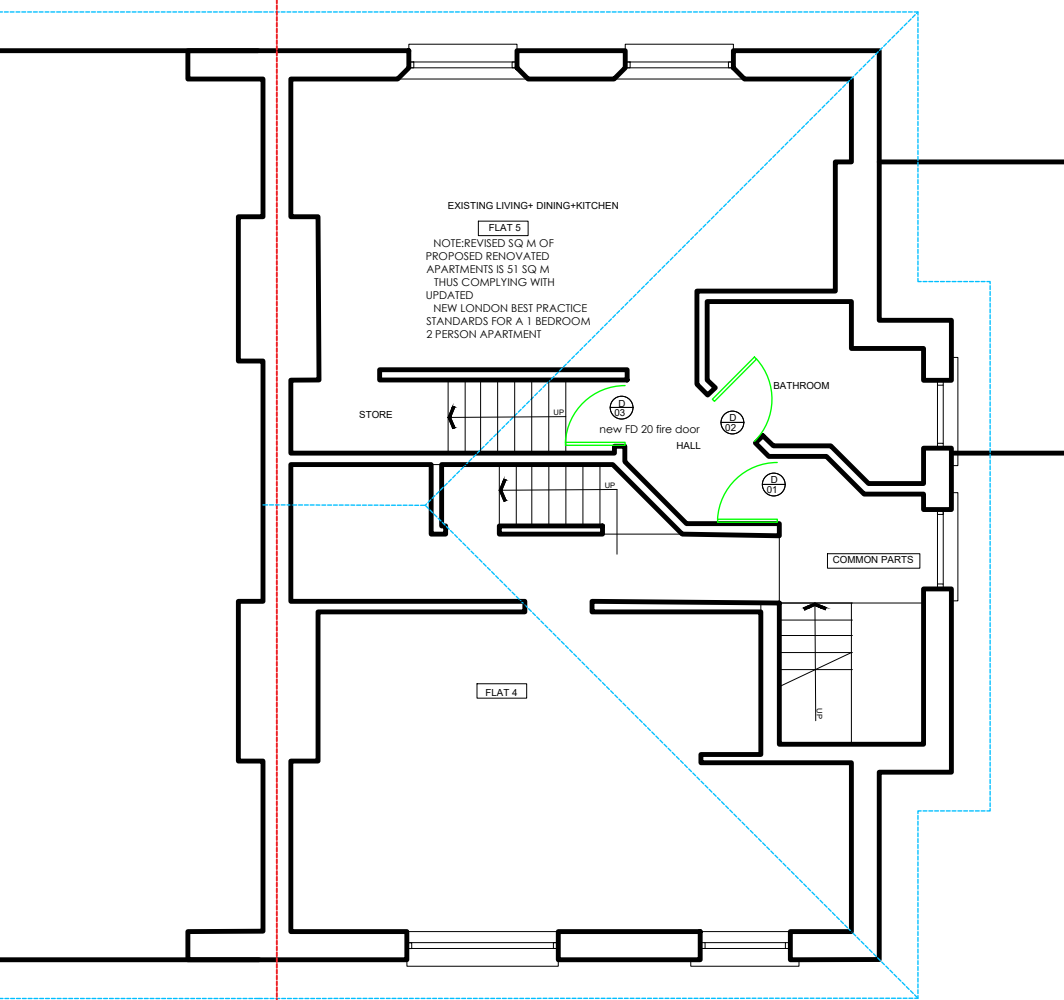 EXISTING LIVING+ DINING+KITCHEN
FLAT 5
NOTE:REVISED SQ M OF
PROPOSED RENOVATED
APARTMENTS IS 51 SQ M
THUS COMPLYING WITH
UPDATED
NEW LONDON BEST PRACTICE
STANDARDS FOR A 1 BEDROOM
2 PERSON APARTMENT
BATHROOM
STORE
UP
D
03
D
02
new FD 20 fire door
HALL
UP
D
01
COMMON PARTS
FLAT 4
UP